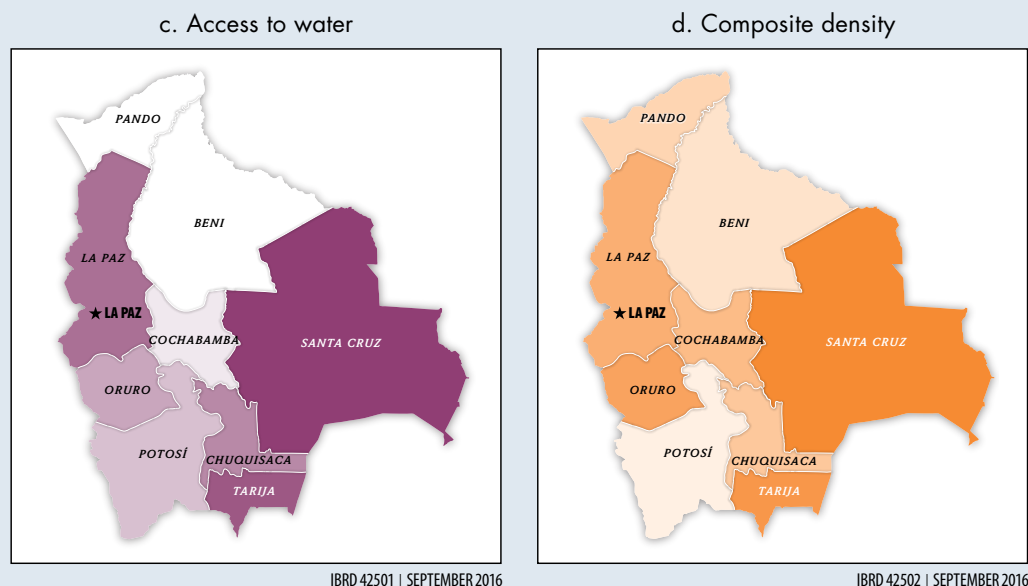 c. Access to water
PANDO
BENI
LA PAZ
★ LA PAZ
COCHABAMBA
SANTA CRUZ
ORURO
POTOSÍ
CHUQUISACA
TARIJA
IBRD 42501 | SEPTEMBER 2016
d. Composite density
PANDO
BENI
LA PAZ
★ LA PAZ
COCHABAMBA
SANTA CRUZ
ORURO
POTOSÍ
CHUQUISACA
TARIJA
IBRD 42502 | SEPTEMBER 2016